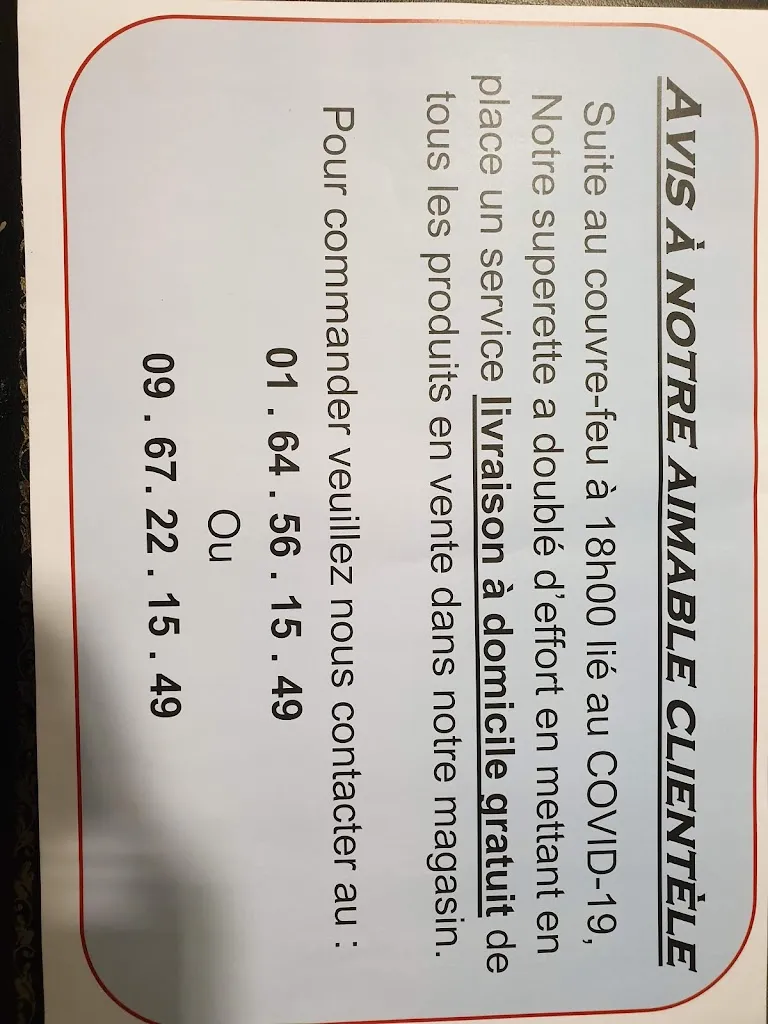 AVIS À NOTRE AIMABLE CLIENTÈLE
Suite au couvre-feu à 18h00 lié au COVID-19,
Notre superette a doublé d'effort en mettant en
place un service livraison à domicile gratuit de
tous les produits en vente dans notre magasin.
Pour commander veuillez nous contacter au :
01 . 64 . 56 . 15 . 49
Ou
09 . 67. 22 . 15 . 49